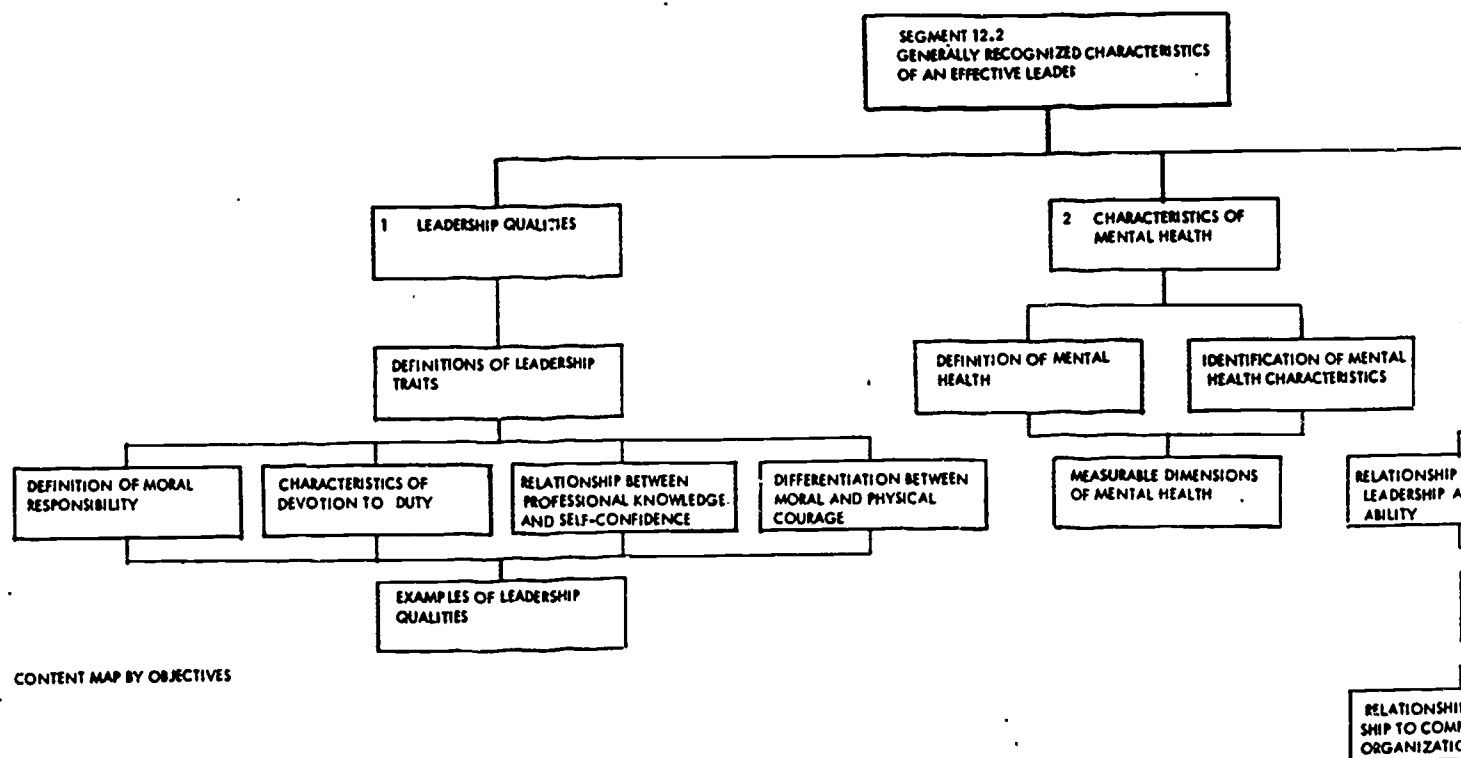 SEGMENT 12.2
GENERALLY RECOGNIZED CHARACTERISTICS
OF AN EFFECTIVE LEADER
1 LEADERSHIP QUALITIES
2 CHARACTERISTICS OF
MENTAL HEALTH
DEFINITIONS OF LEADERSHIP
TRAITS
DEFINITION OF MENTAL
HEALTH
IDENTIFICATION OF MENTAL
HEALTH CHARACTERISTICS
DEFINITION OF MORAL
RESPONSIBILITY
CHARACTERISTICS OF
DEVOTION TO DUTY
RELATIONSHIP BETWEEN
PROFESSIONAL KNOWLEDGE
AND SELF-CONFIDENCE
DIFFERENTIATION BETWEEN
MORAL AND PHYSICAL
COURAGE
MEASURABLE DIMENSIONS
OF MENTAL HEALTH
RELATIONSHIP
LEADERSHIP A
ABILITY
EXAMPLES OF LEADERSHIP
QUALITIES
CONTENT MAP BY OBJECTIVES
RELATIONSHI
SHIP TO COM
ORGANIZATIO